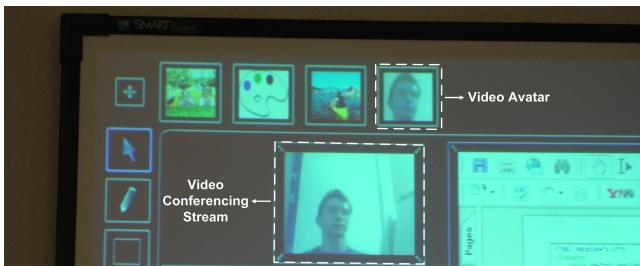 SMART Board
Video Avatar
Video
Conferencing
Stream
Pages